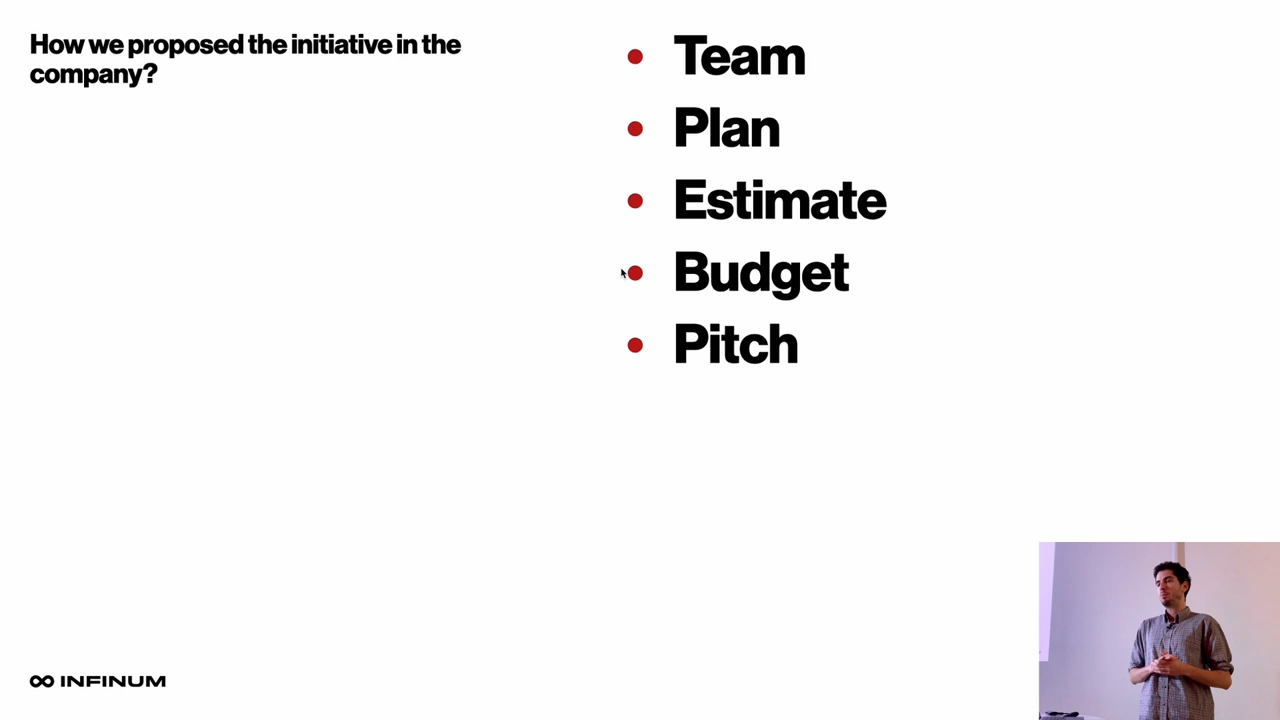 How we proposed the initiative in the
company?
Team
Plan
Estimate
Budget
Pitch
INFINUM